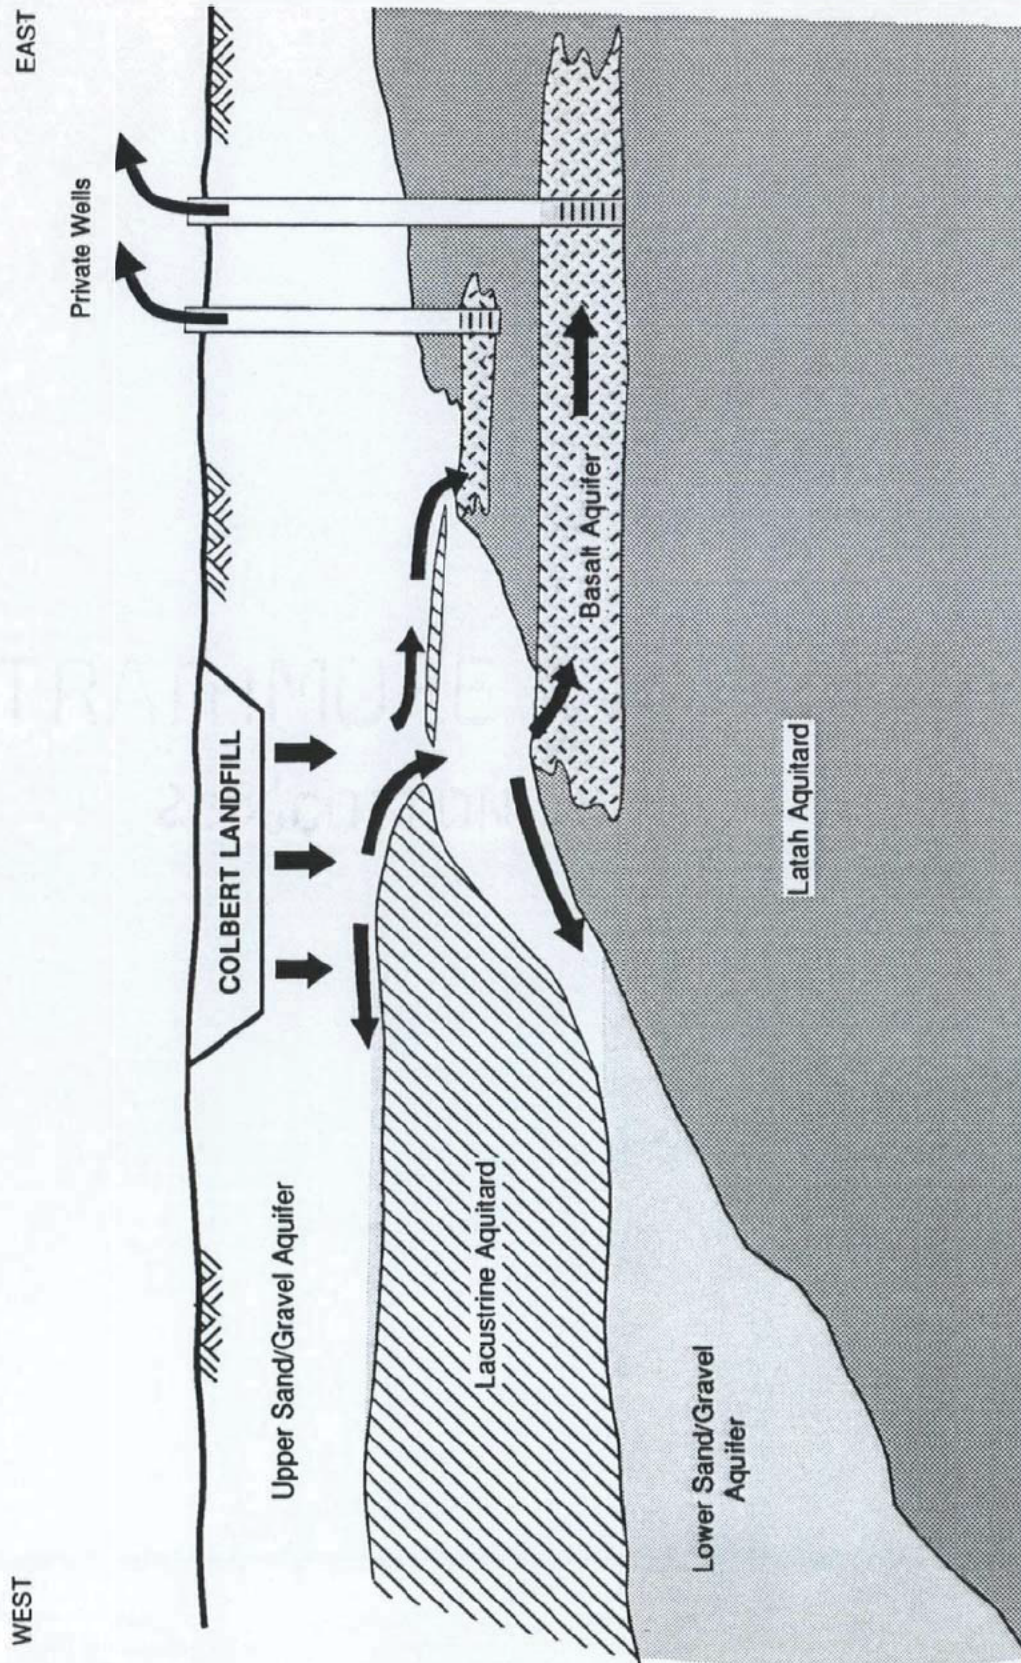 WEST
EAST
Private Wells
COLBERT LANDFILL
Upper Sand/Gravel Aquifer
Lacustrine Aquitard
Basalt Aquifer
Lower Sand/Gravel
Aquifer
Latah Aquitard